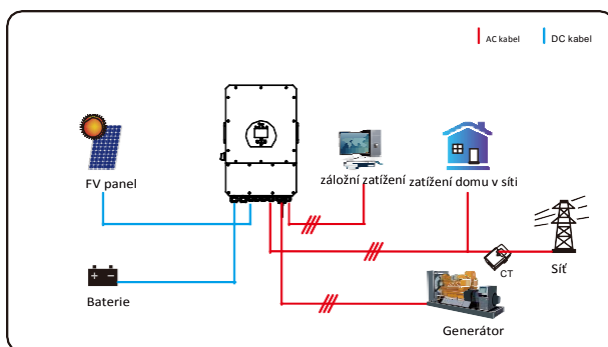 AC kabel
DC kabel
FV panel
záložní zatížení
zatížení domu v síti
CT
Síť
Baterie
Generátor